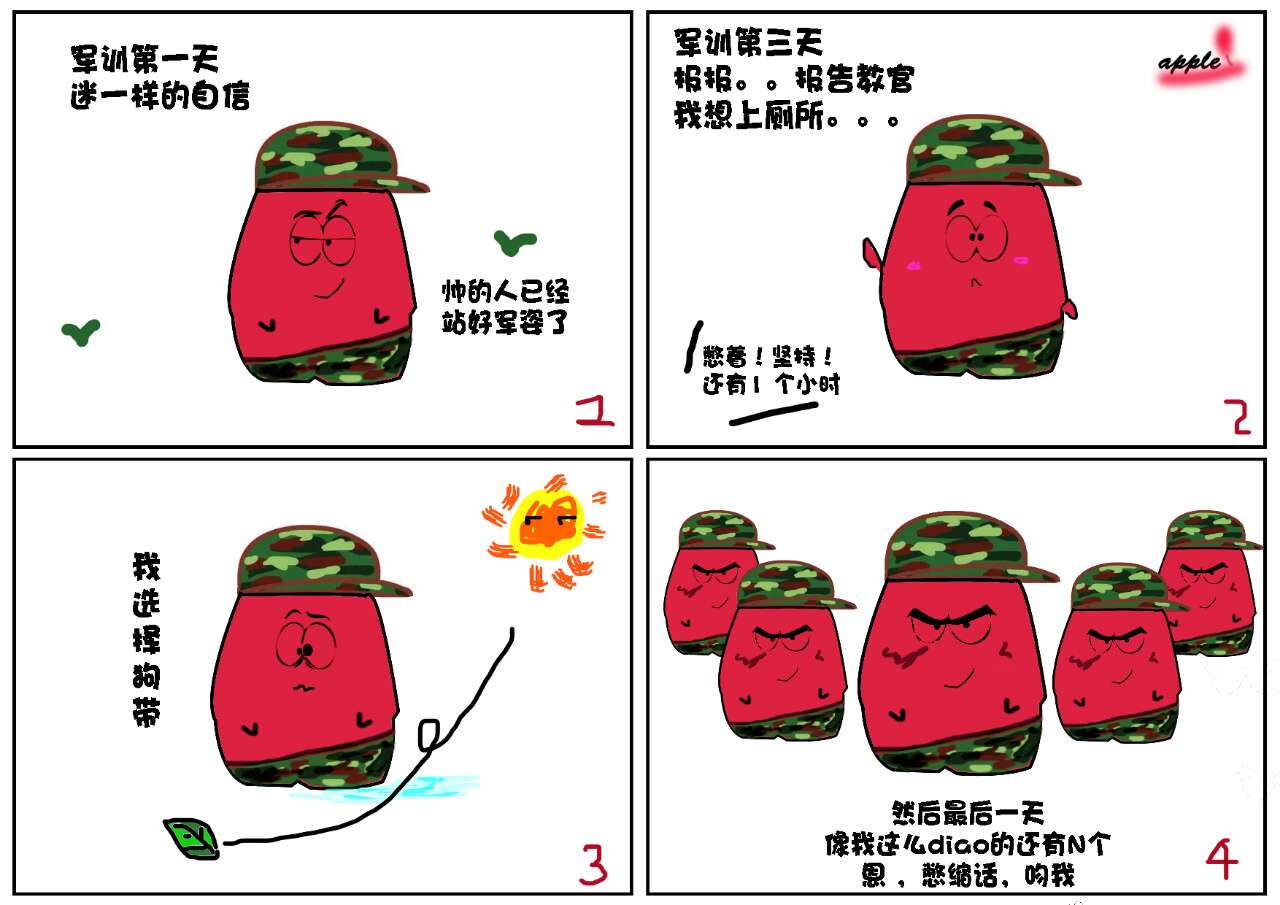 军训第一天
迷一样的自信
帅的人已经
站好军姿了
1
军训第三天
报报。。报告教官
我想上厕所。。。
apple
憋着！坚持！
还有1个小时
2
我选择狗带
3
然后最后一天
像我这么diao的还有N个
恩，憋缩话，吻我
4